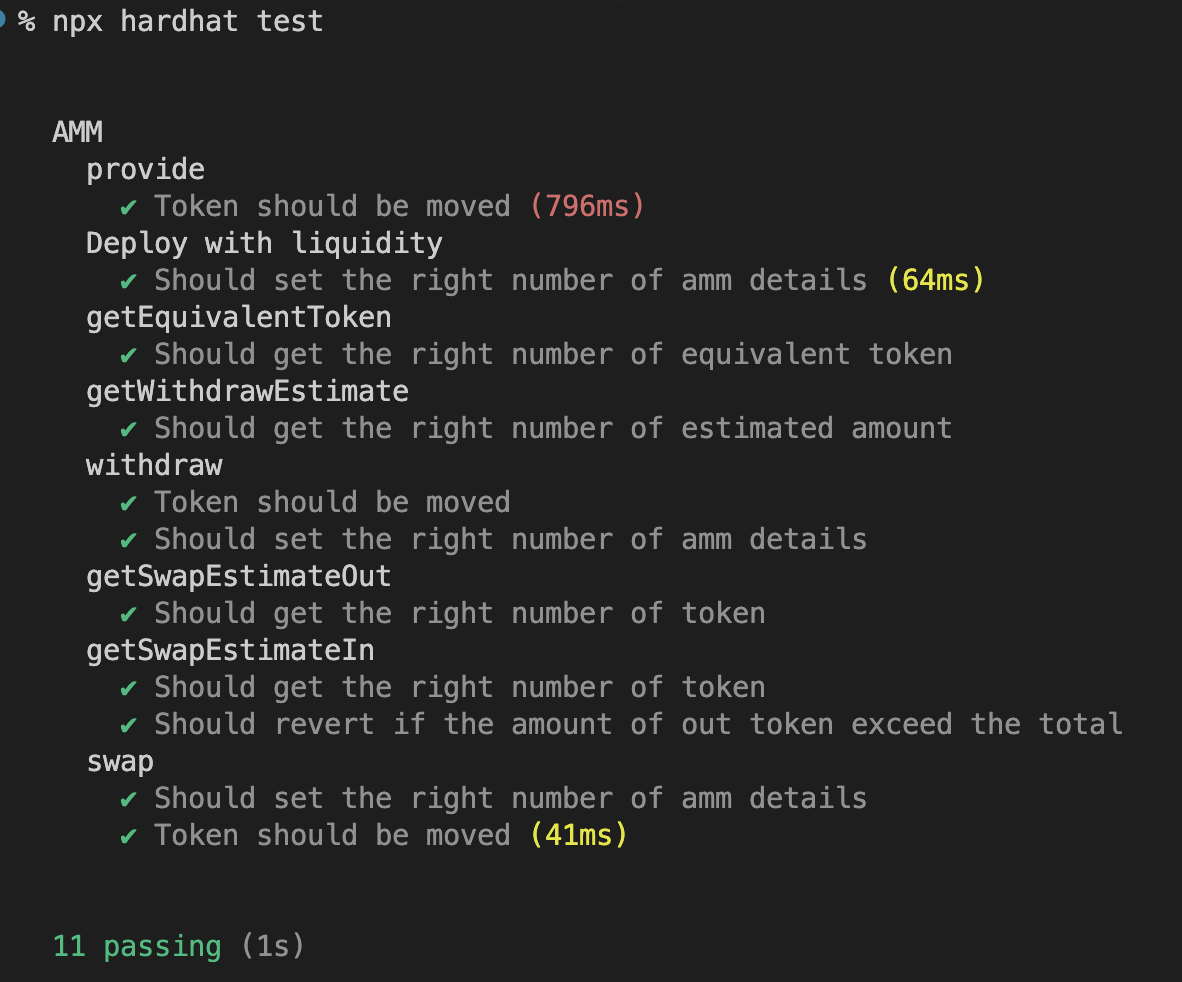 % npx hardhat test
AMM
provide
✔ Token should be moved (796ms)
Deploy with liquidity
✔ Should set the right number of amm details (64ms)
getEquivalentToken
✔ Should get the right number of equivalent token
getWithdrawEstimate
✔ Should get the right number of estimated amount
withdraw
✔ Token should be moved
✔ Should set the right number of amm details
getSwapEstimateOut
✔ Should get the right number of token
getSwapEstimateIn
✔ Should get the right number of token
✔ Should revert if the amount of out token exceed the total
swap
✔ Should set the right number of amm details
✔ Token should be moved (41ms)
11 passing (1s)